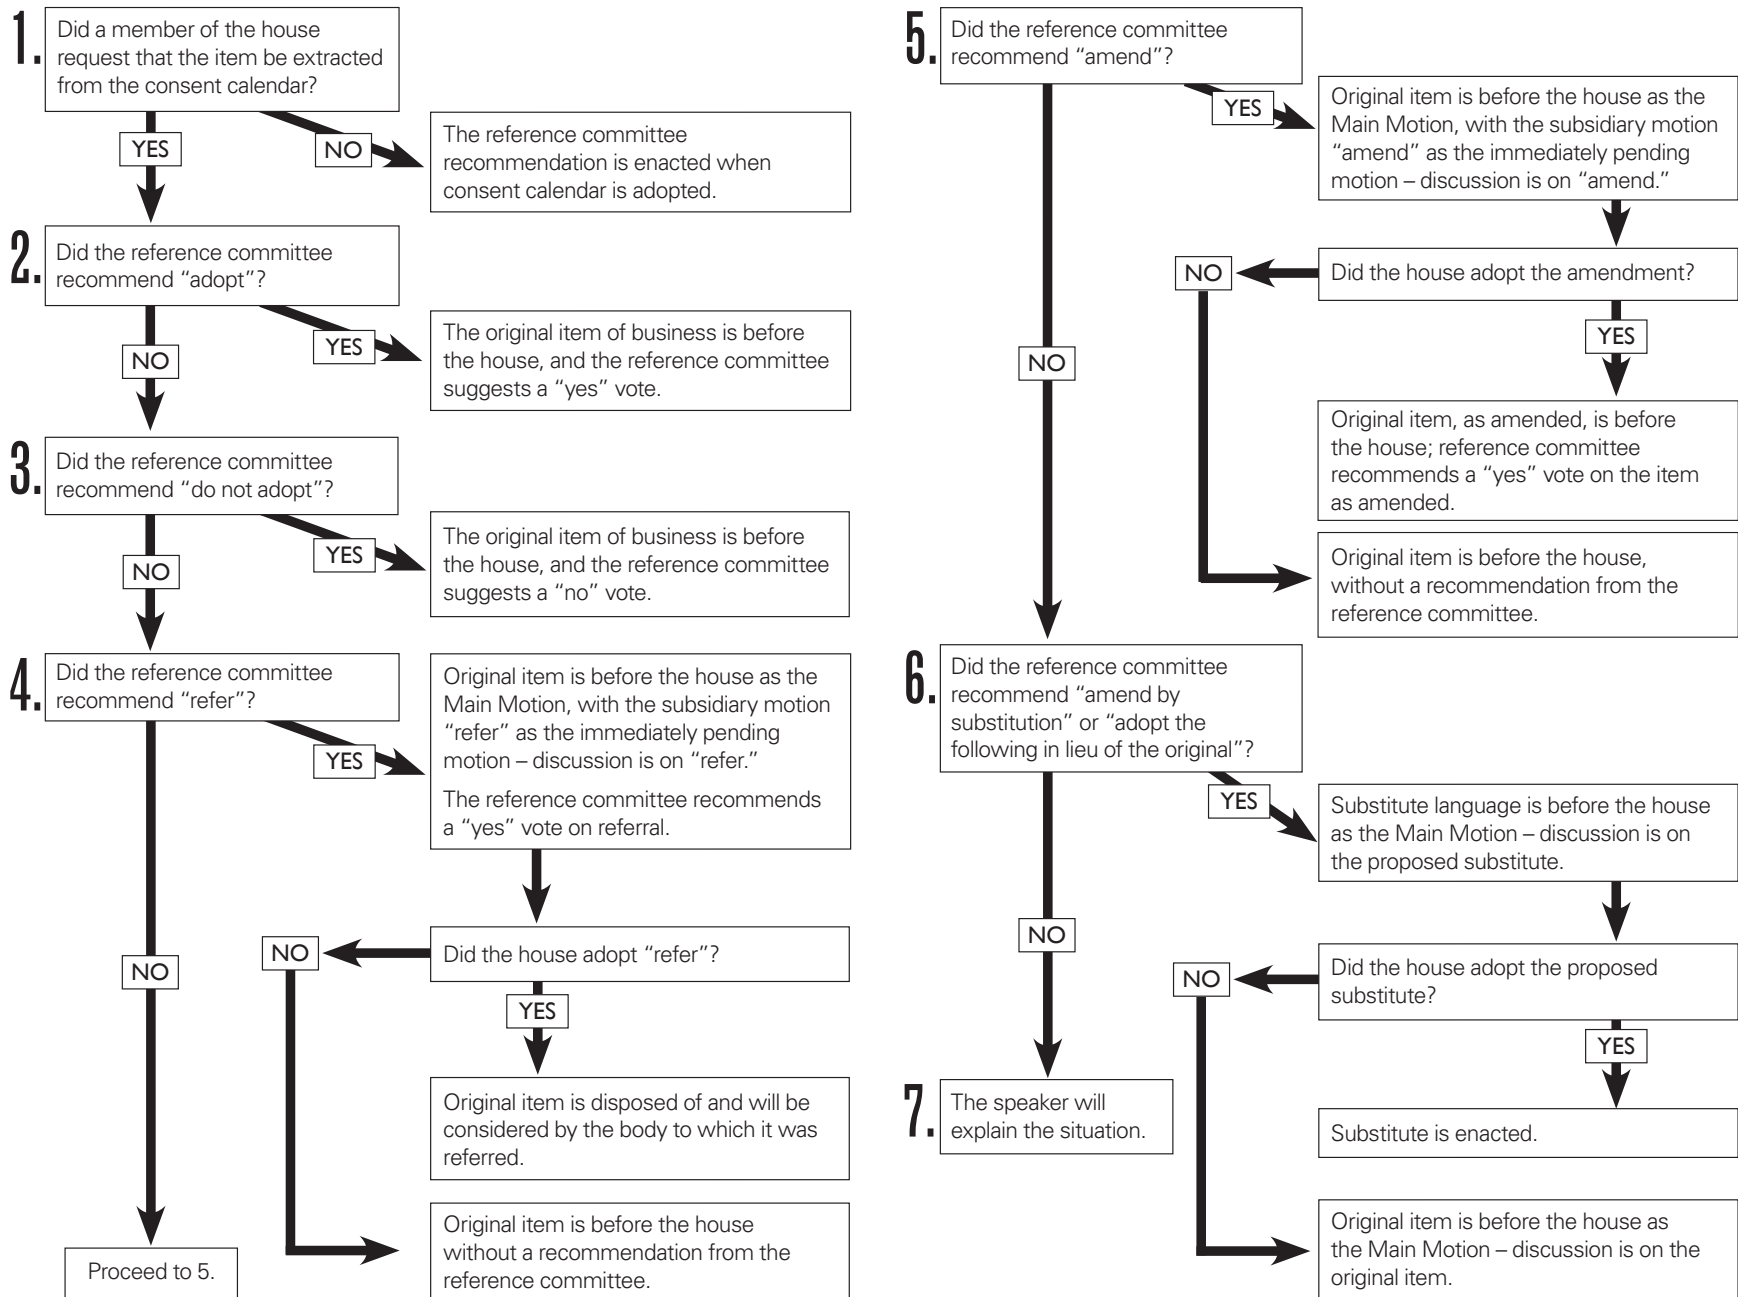 1.
Did a member of the house
request that the item be extracted
from the consent calendar?
YES
NO
The reference committee
recommendation is enacted when
consent calendar is adopted.
2.
Did the reference committee
recommend “adopt”?
NO
YES
The original item of business is before
the house, and the reference committee
suggests a “yes” vote.
3.
Did the reference committee
recommend “do not adopt”?
NO
YES
The original item of business is before
the house, and the reference committee
suggests a “no” vote.
4.
Did the reference committee
recommend “refer”?
YES
Original item is before the house as the
Main Motion, with the subsidiary motion
“refer” as the immediately pending
motion – discussion is on “refer.”
The reference committee recommends
a “yes” vote on referral.
NO
Did the house adopt “refer”?
NO
YES
Original item is disposed of and will be
considered by the body to which it was
referred.
Original item is before the house
without a recommendation from the
reference committee.
Proceed to 5.
5.
Did the reference committee
recommend “amend”?
YES
Original item is before the house as the
Main Motion, with the subsidiary motion
“amend” as the immediately pending
motion – discussion is on “amend.”
NO
Did the house adopt the amendment?
NO
YES
Original item, as amended, is before
the house; reference committee
recommends a “yes” vote on the item
as amended.
Original item is before the house,
without a recommendation from the
reference committee.
6.
Did the reference committee
recommend “amend by
substitution” or “adopt the
following in lieu of the original”?
YES
Substitute language is before the house
as the Main Motion – discussion is on
the proposed substitute.
NO
Did the house adopt the proposed
substitute?
NO
YES
Substitute is enacted.
Original item is before the house as
the Main Motion – discussion is on the
original item.
7.
The speaker will
explain the situation.